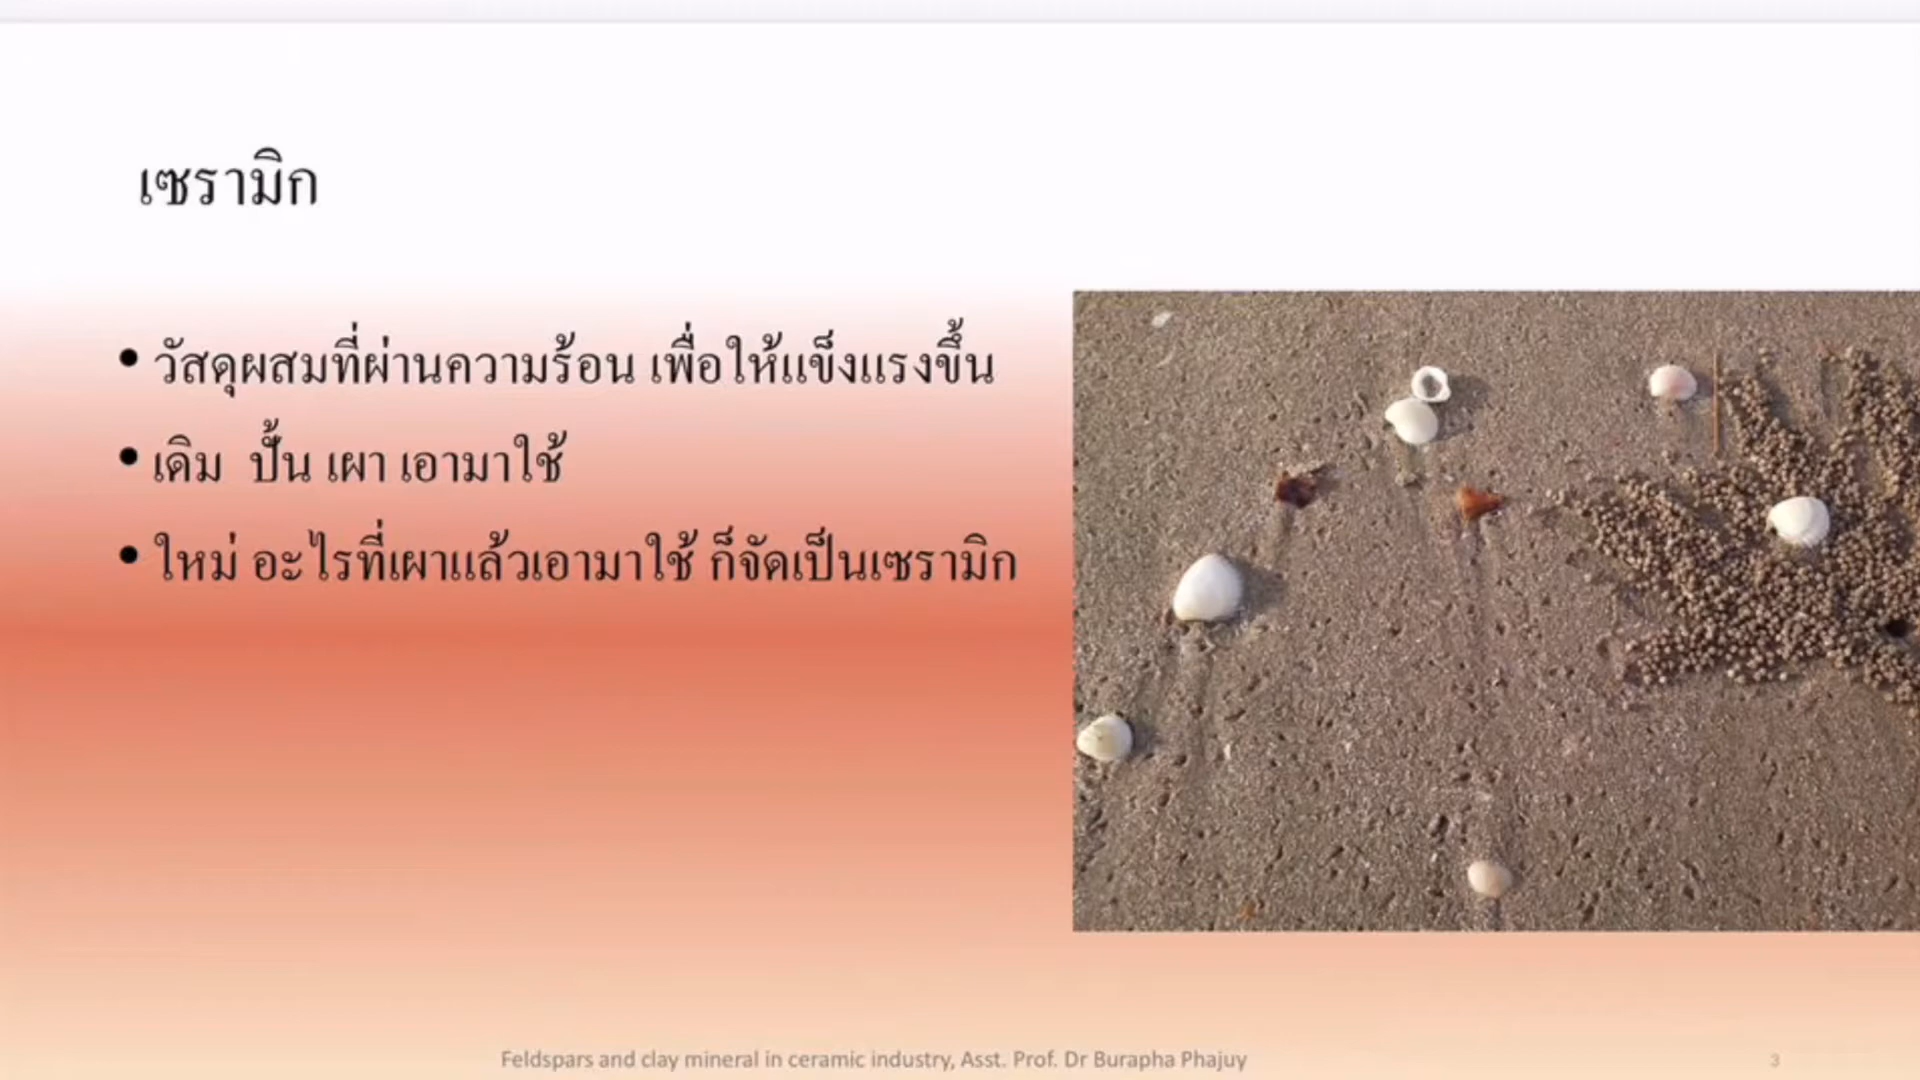 เซรามิก
• วัสดุผสมที่ผ่านความร้อน เพื่อให้แข็งแรงขึ้น
• เดิม ปั้น เผา เอามาใช้
• ใหม่ อะไรที่เผาแล้วเอามาใช้ ก็จัดเป็นเซรามิก
Feldspars and clay mineral in ceramic industry, Asst. Prof. Dr Burapha Phajuy
3